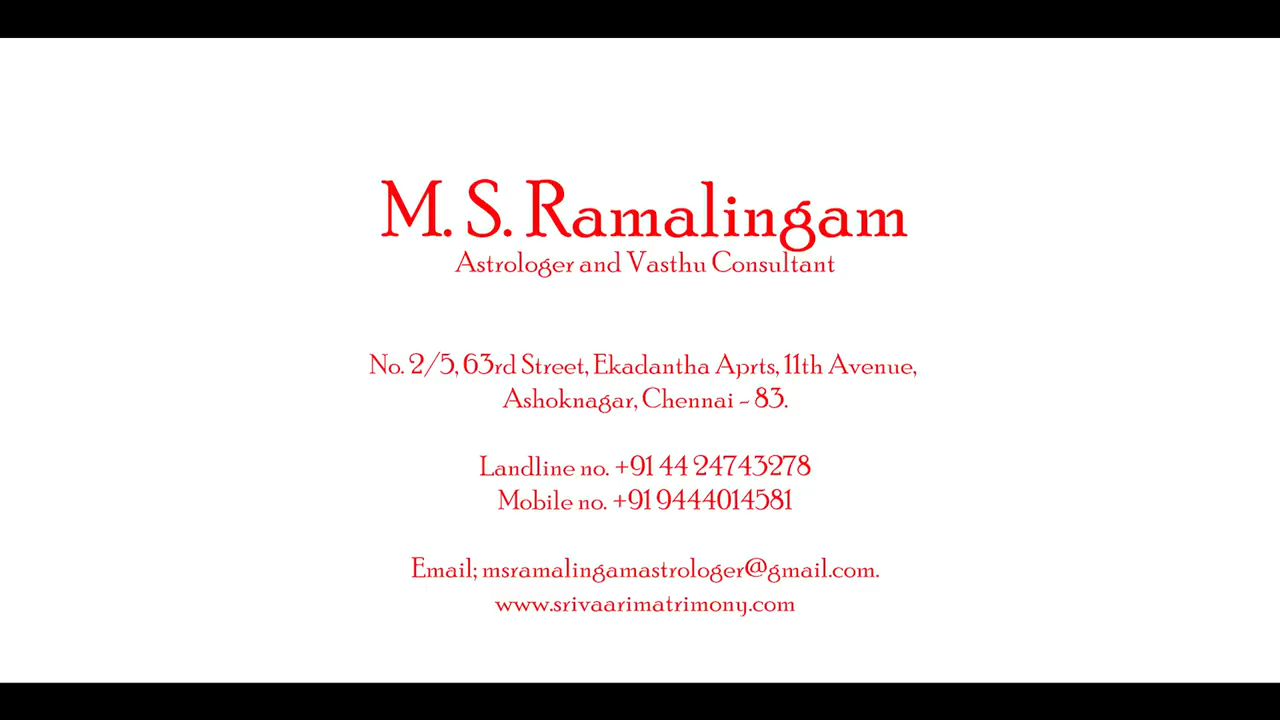 M. S. Ramalingam
Astrologer and Vasthu Consultant
No. 2/5, 63rd Street, Ekadantha Aprts, 11th Avenue,
Ashoknagar, Chennai - 83.
Landline no. +91 44 24743278
Mobile no. +91 9444014581
Email; msramalingamastrologer@gmail.com.
www.srivaarimatrimony.com